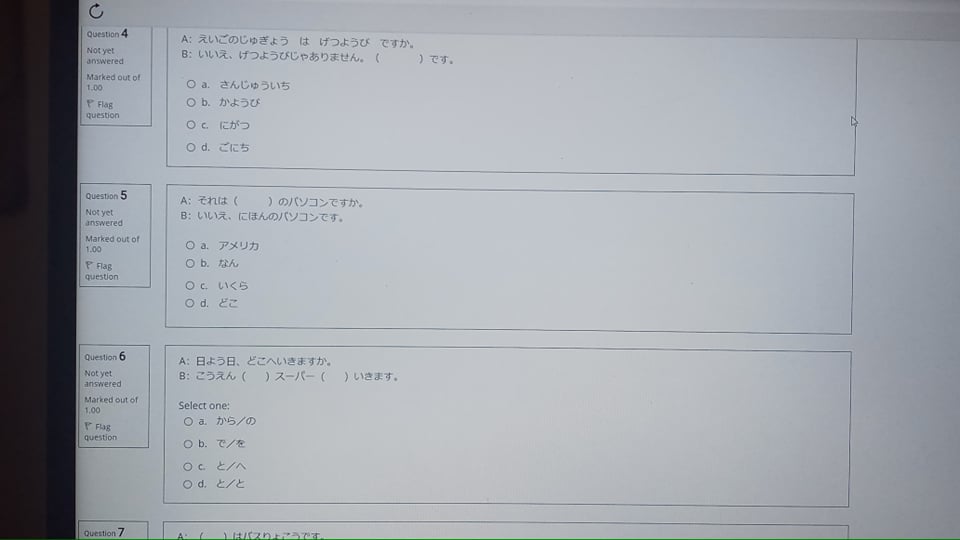 Question 4
Not yet
answered
Marked out of
1.00
Flag
question
A: えいごのじゅぎょう は げつようび ですか。
B: いいえ、げつようびじゃありません。（ ）です。
a. さんじゅういち
b. かようび
c. にがつ
d. ごにち
Question 5
Not yet
answered
Marked out of
1.00
Flag
question
A: それは（ ）のパソコンですか。
B: いいえ、にほんのパソコンです。
a. アメリカ
b. なん
c. いくら
d. どこ
Question 6
Not yet
answered
Marked out of
1.00
Flag
question
A: 日よう日、どこへいきますか。
B: こうえん（ ）スーパー（ ）いきます。
Select one:
a. から／の
b. で／を
c. と／へ
d. と／と
Question 7
A: （ ）はバスりょこうです。